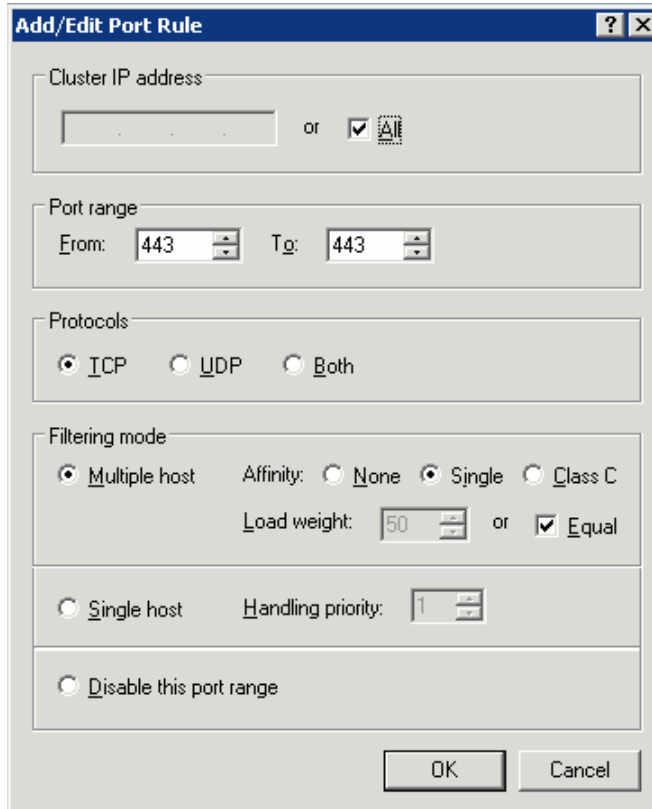 Add/Edit Port Rule
Cluster IP address
. . . or All
Port range
From: 443 To: 443
Protocols
TCP UDP Both
Filtering mode
Multiple host Affinity: None Single Class C
Load weight: 50 or Equal
Single host Handling priority: 1
Disable this port range
OK Cancel